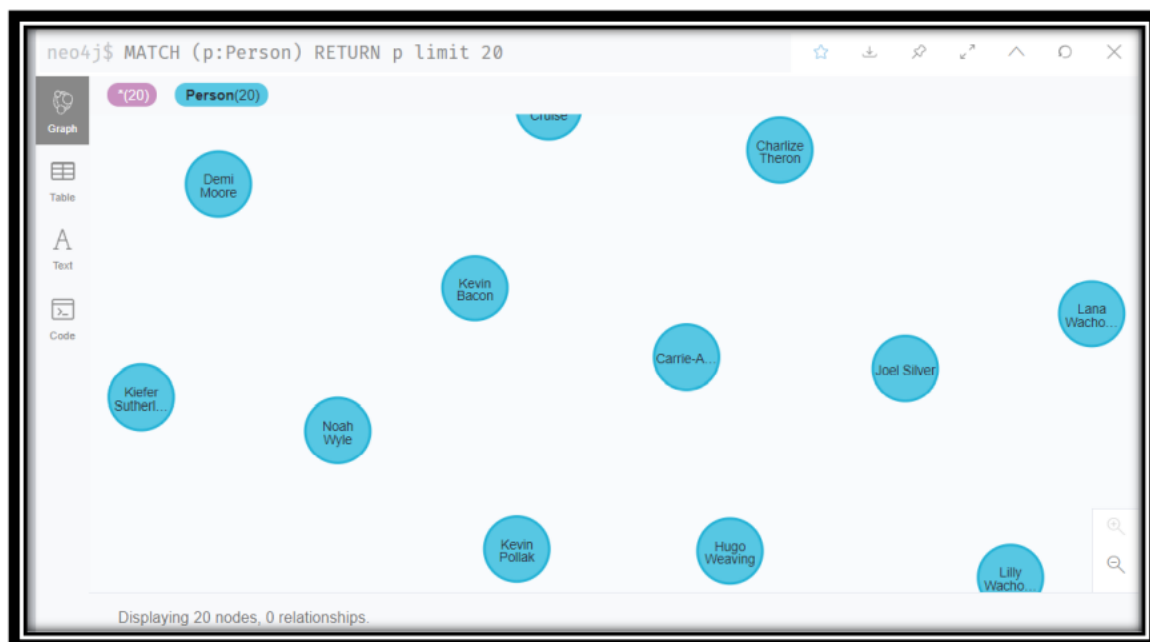 neo4j$ MATCH (p:Person) RETURN p limit 20
*(20) Person(20)
Graph
Table
A
Text
Code
Cruise
Charlize
Theron
Demi
Moore
Kevin
Bacon
Lana
Wacho...
Carrie-A...
Joel Silver
Kiefer
Sutherl...
Noah
Wyle
Kevin
Pollak
Hugo
Weaving
Lilly
Wacho...
Displaying 20 nodes, 0 relationships.